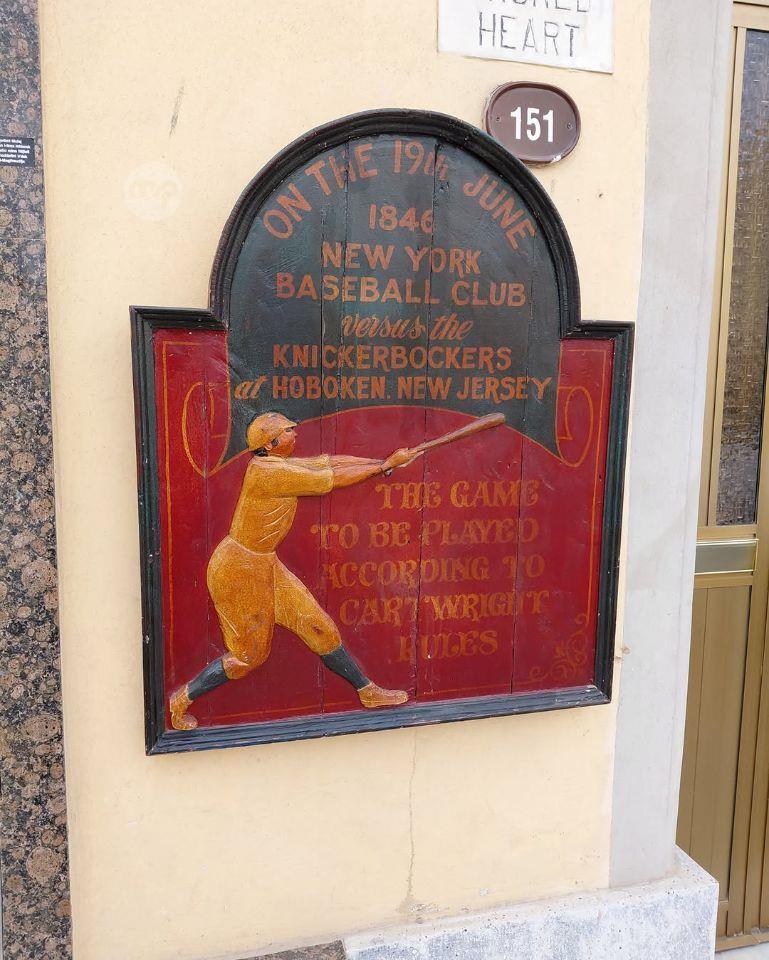 HEART
151
ON THE 19th JUNE
1846
NEW YORK
BASEBALL CLUB
versus the
KNICKERBOCKERS
at HOBOKEN. NEW JERSEY
THE GAME
TO BE PLAYED
ACCORDING TO
CARTWRIGHT
RULES